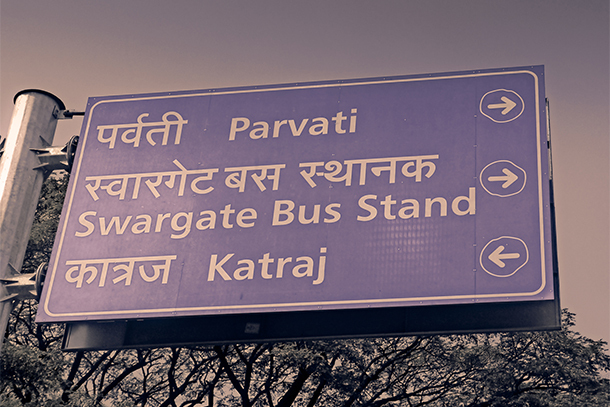 पर्वती Parvati →
स्वारगेट बस स्थानक →
Swargate Bus Stand
कात्रज Katraj ←